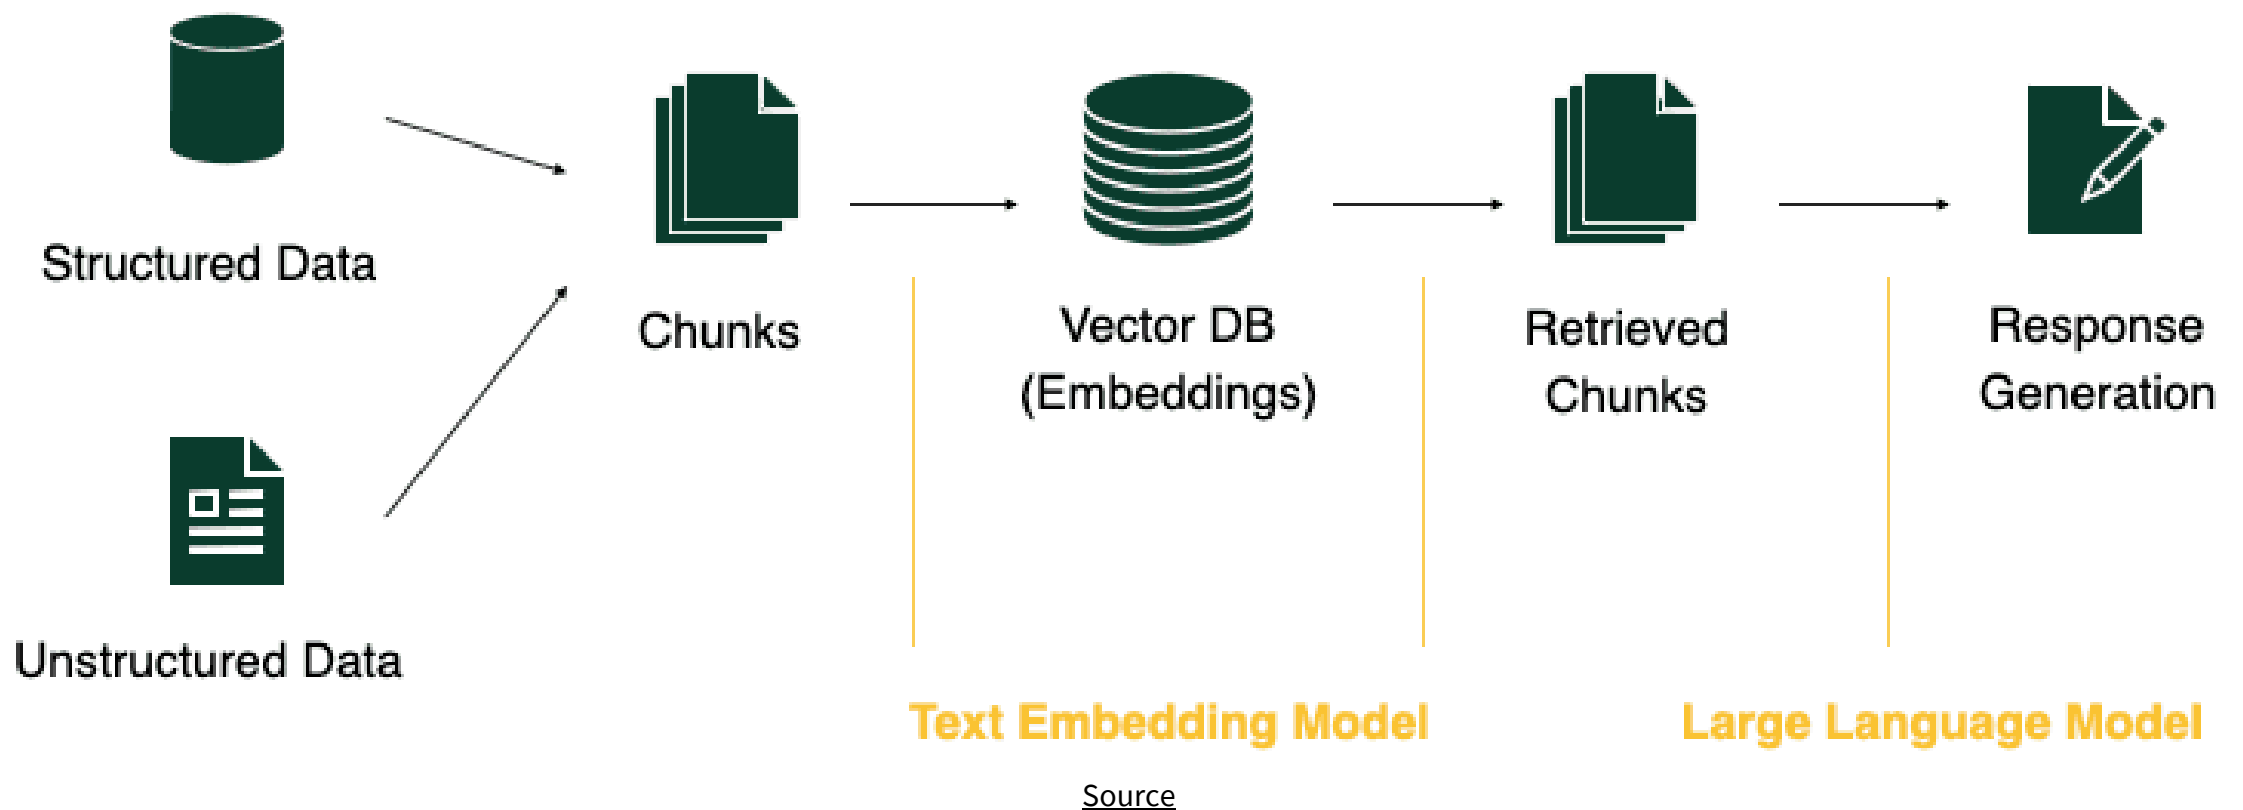 Structured Data
Unstructured Data
Chunks
Vector DB
(Embeddings)
Retrieved
Chunks
Response
Generation
Text Embedding Model
Large Language Model
Source